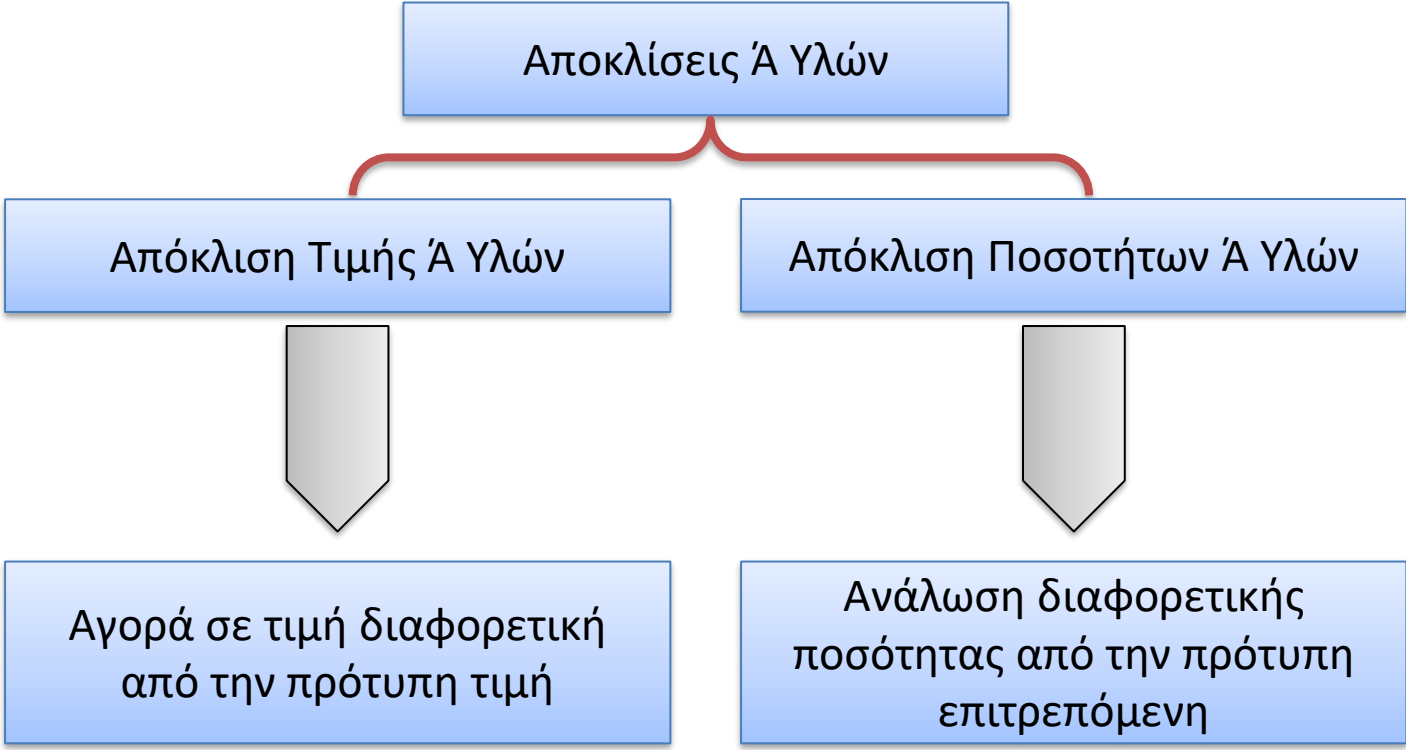 Αποκλίσεις Ά Υλών
Απόκλιση Τιμής Ά Υλών
Απόκλιση Ποσοτήτων Ά Υλών
Αγορά σε τιμή διαφορετική
από την πρότυπη τιμή
Ανάλωση διαφορετικής
ποσότητας από την πρότυπη
επιτρεπόμενη